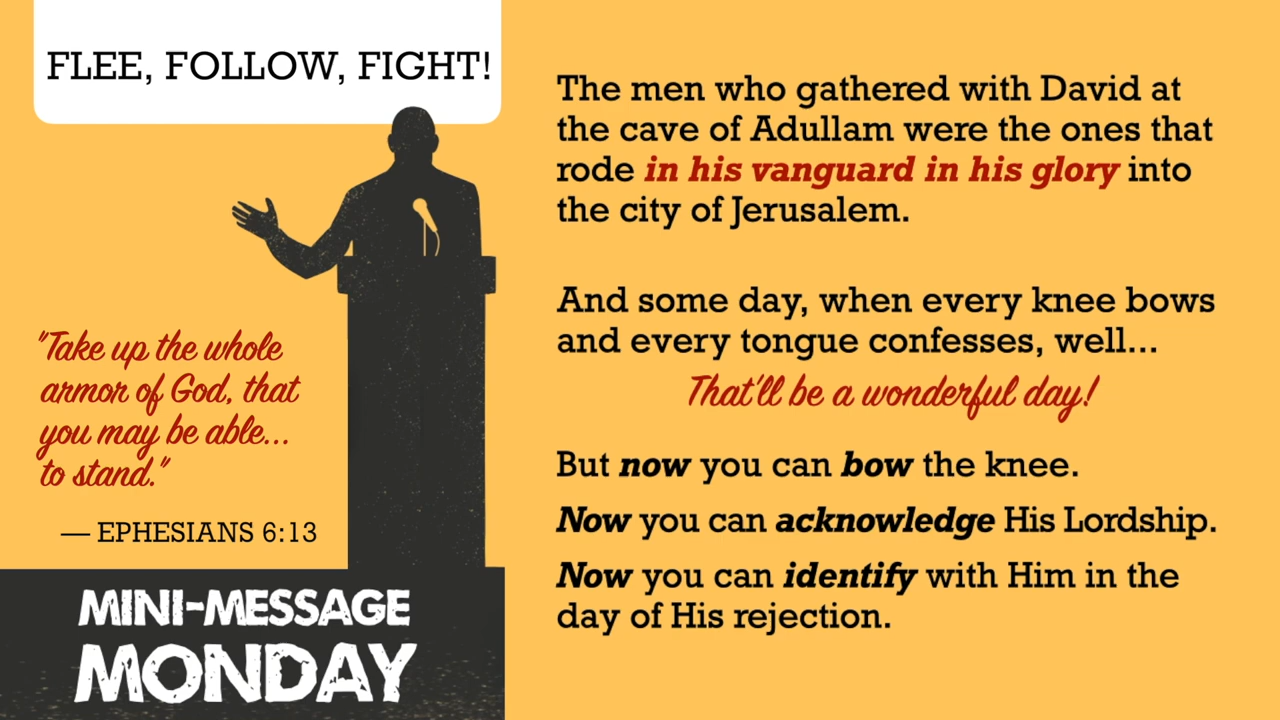 FLEE, FOLLOW, FIGHT!
"Take up the whole
armor of God, that
you may be able...
to stand."
— EPHESIANS 6:13
MINI-MESSAGE
MONDAY
The men who gathered with David at
the cave of Adullam were the ones that
rode in his vanguard in his glory into
the city of Jerusalem.
And some day, when every knee bows
and every tongue confesses, well...
That'll be a wonderful day!
But now you can bow the knee.
Now you can acknowledge His Lordship.
Now you can identify with Him in the
day of His rejection.